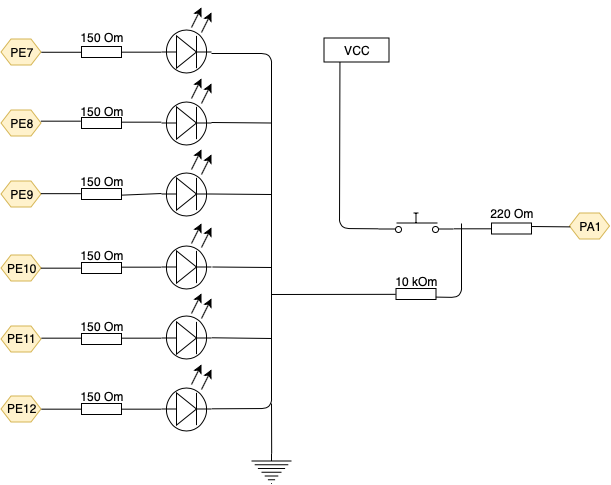 PE7
150 Om
VCC
PE8
150 Om
PE9
150 Om
220 Om
PA1
PE10
150 Om
10 kOm
PE11
150 Om
PE12
150 Om